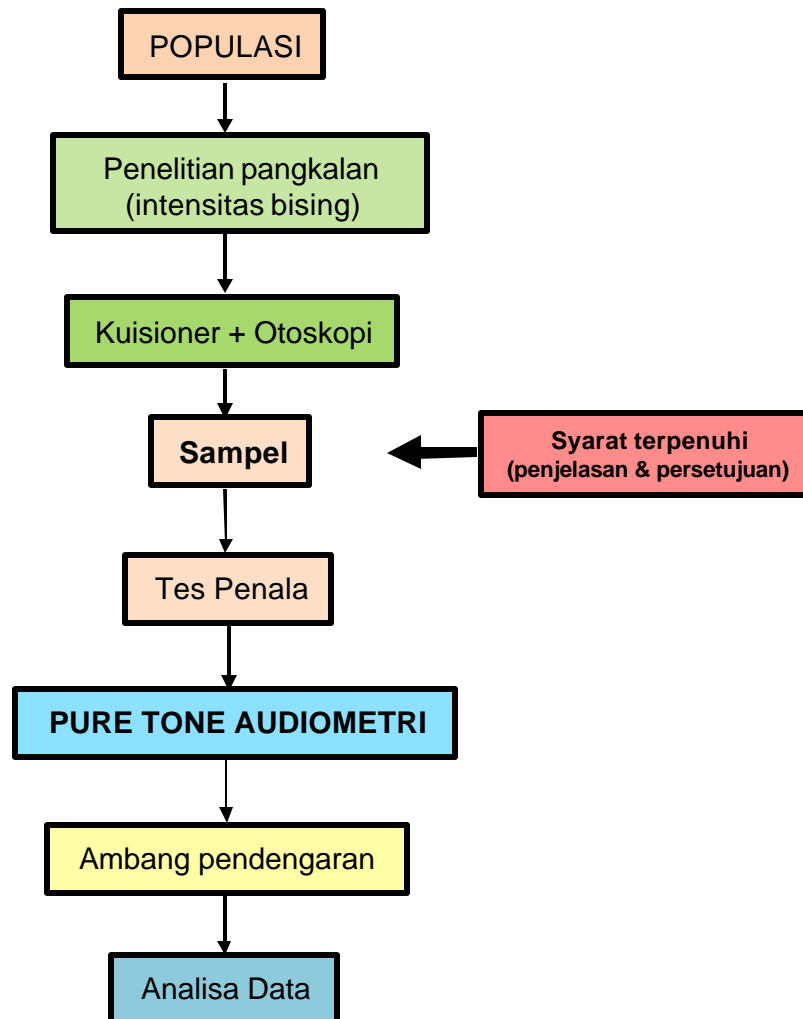 POPULASI
Penelitian pangkalan
(intensitas bising)
Kuisioner + Otoskopi
Sampel
Syarat terpenuhi
(penjelasan & persetujuan)
Tes Penala
PURE TONE AUDIOMETRI
Ambang pendengaran
Analisa Data